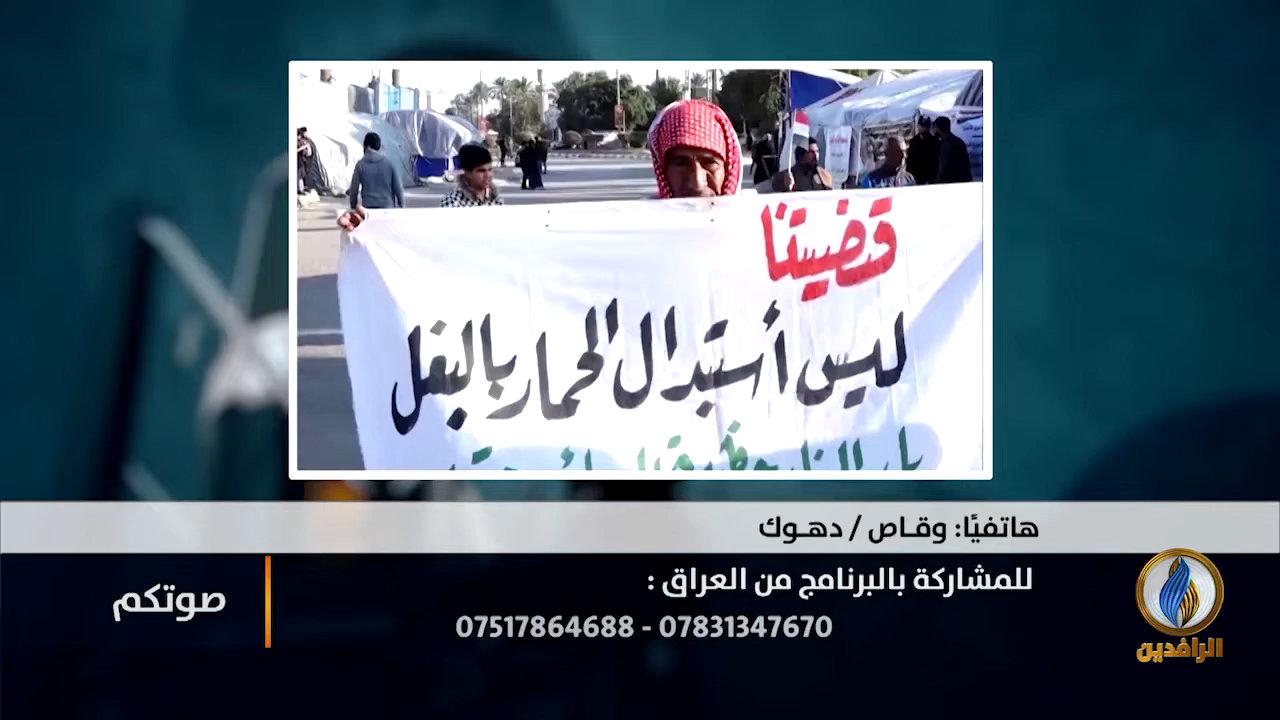 قضيتنا
ليس أستبدال الحمار بالبغل
هاتفيًا: وقاص / دهوك
للمشاركة بالبرنامج من العراق :
07517864688 - 07831347670
صوتكم
الرافدين